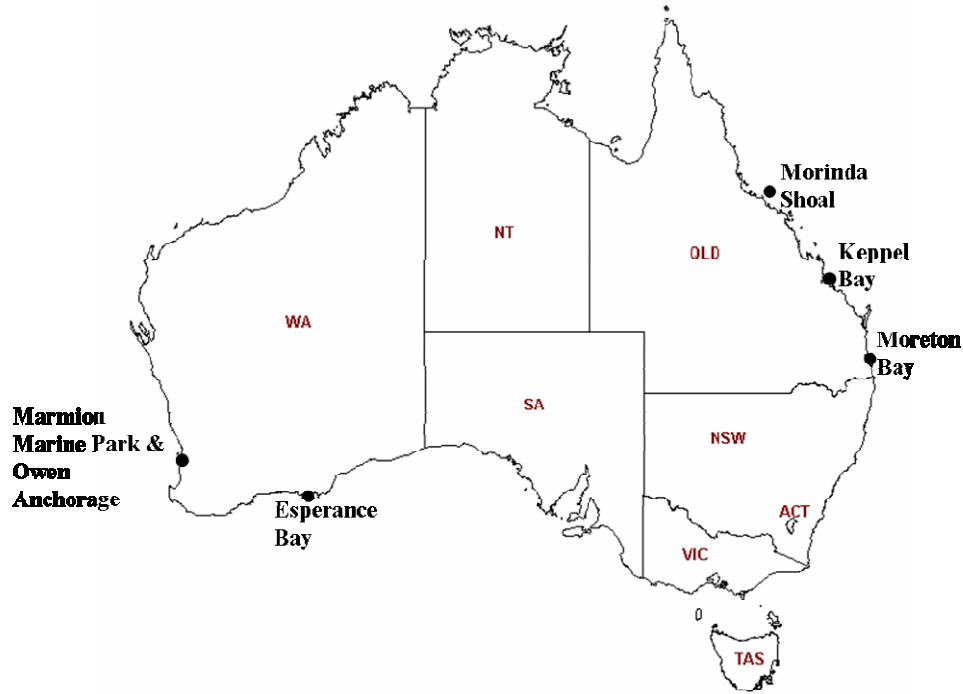 Morinda
Shoal
NT
QLD
Keppel
Bay
WA
Moreton
Bay
SA
Marmion
Marine Park &
Owen
Anchorage
NSW
Esperance
Bay
ACT
VIC
TAS